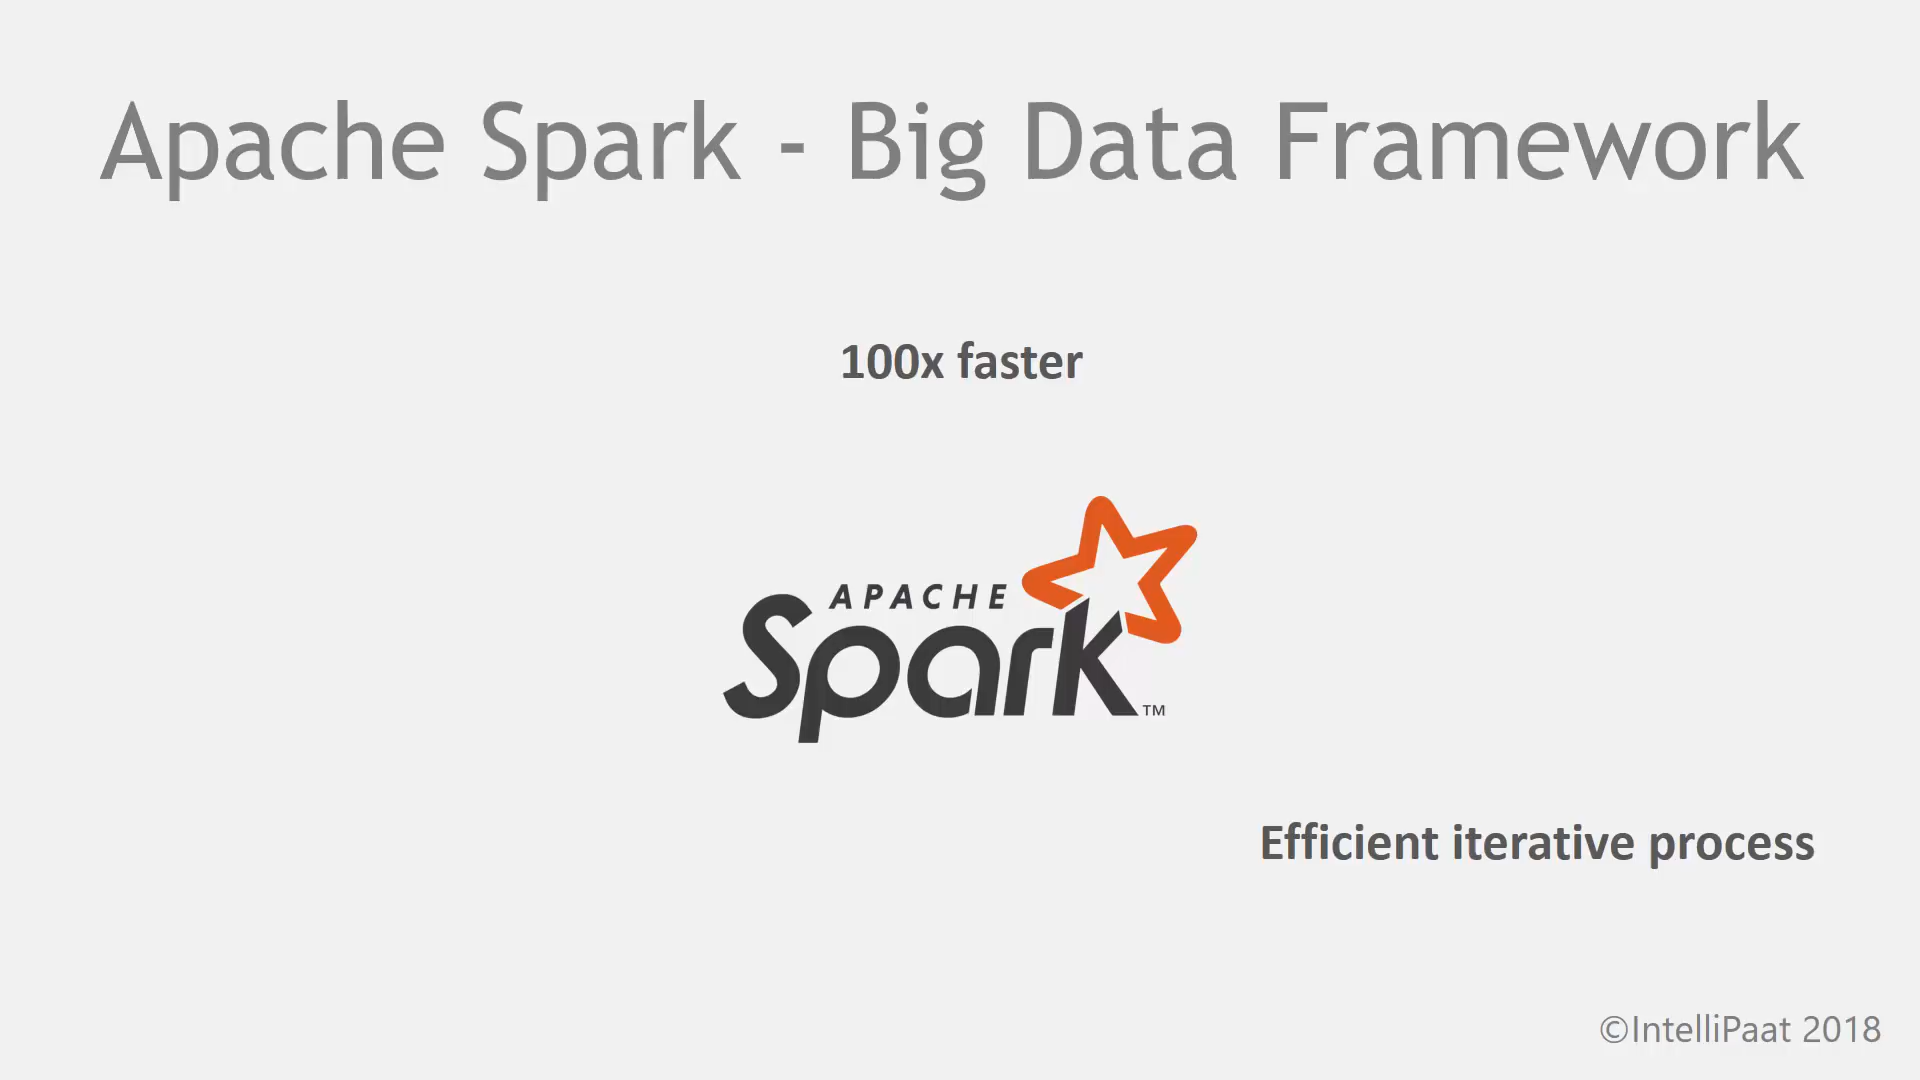 Apache Spark - Big Data Framework
100x faster
APACHE
Spark™
Efficient iterative process
©IntelliPaat 2018